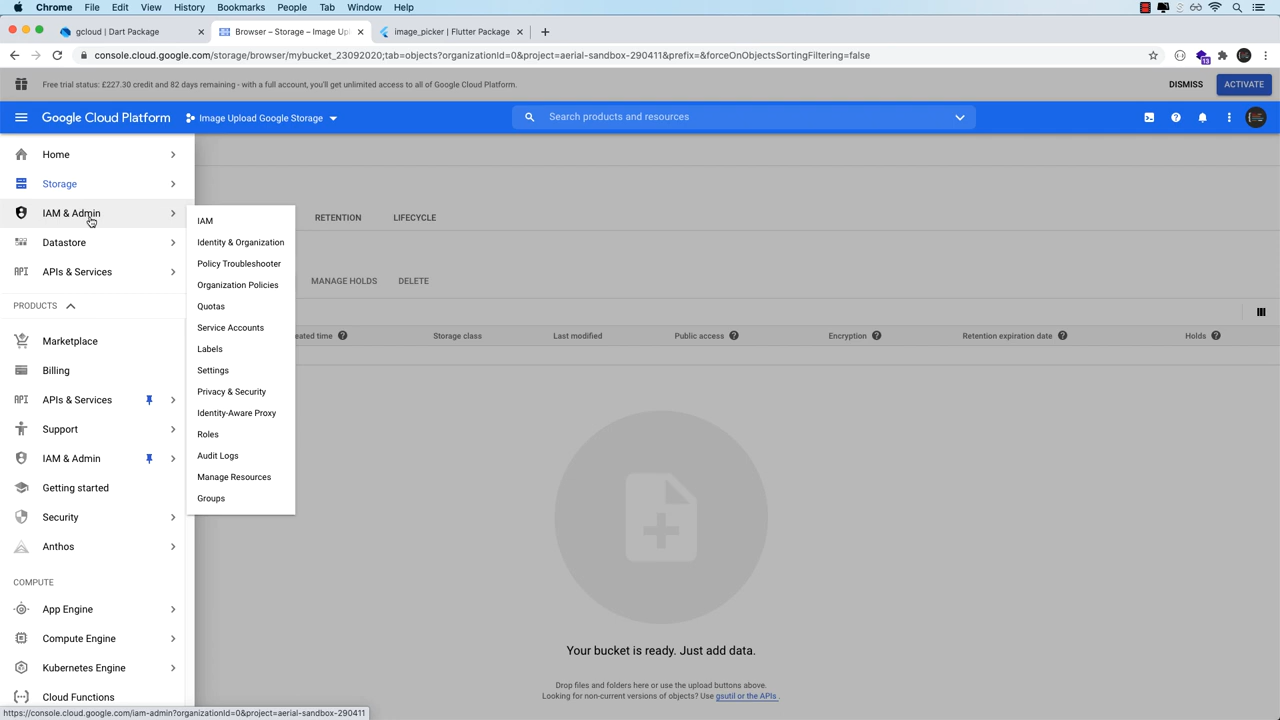 Chrome File Edit View History Bookmarks People Tab Window Help
gcloud | Dart Package
Browser – Storage – Image Upl
image_picker | Flutter Package
console.cloud.google.com/storage/browser/mybucket_23092020;tab=objects?organizationId=0&project=aerial-sandbox-290411&prefix=&forceOnObjectsSortingFiltering=false
13
Free trial status: £227.30 credit and 82 days remaining - with a full account, you'll get unlimited access to all of Google Cloud Platform.
DISMISS
ACTIVATE
Google Cloud Platform
Image Upload Google Storage
Search products and resources
Home
Storage
IAM & Admin
Datastore
API APIs & Services
PRODUCTS
Marketplace
Billing
API APIs & Services
Support
IAM & Admin
Getting started
Security
Anthos
COMPUTE
App Engine
Compute Engine
Kubernetes Engine
Cloud Functions
IAM
Identity & Organization
Policy Troubleshooter
Organization Policies
Quotas
Service Accounts
Labels
Settings
Privacy & Security
Identity-Aware Proxy
Roles
Audit Logs
Manage Resources
Groups
RETENTION LIFECYCLE
MANAGE HOLDS DELETE
eated time Storage class Last modified Public access Encryption Retention expiration date Holds
Your bucket is ready. Just add data.
Drop files and folders here or use the upload buttons above.
Looking for non-current versions of objects? Use gsutil or the APIs .
https://console.cloud.google.com/iam-admin?organizationId=0&project=aerial-sandbox-290411